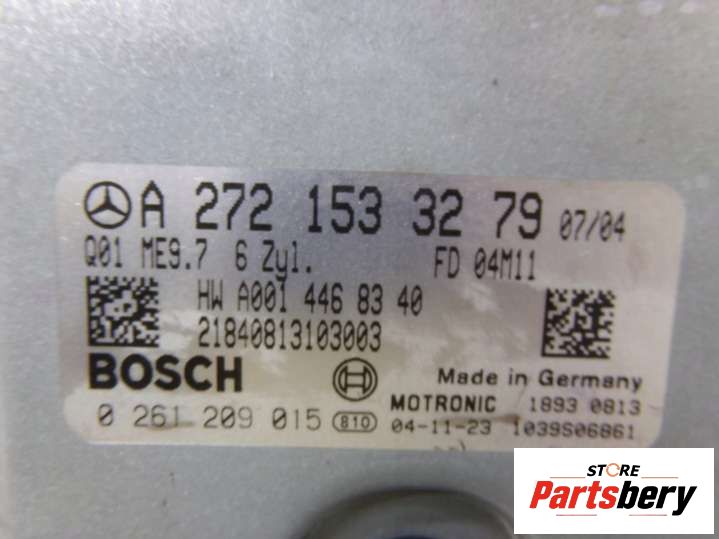 A 272 153 32 79 07/04
Q01 ME9.7 6 Zyl. FD 04M11
HW A001 446 83 40
21840813103003
BOSCH Made in Germany
MOTRONIC 1893 0813
0 261 209 015 810 04-11-23 1039S06861
STORE
Partsbery